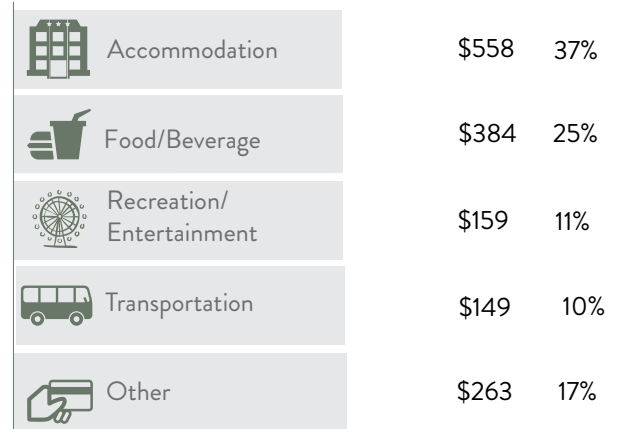 Accommodation $558 37%
Food/Beverage $384 25%
Recreation/
Entertainment $159 11%
Transportation $149 10%
Other $263 17%